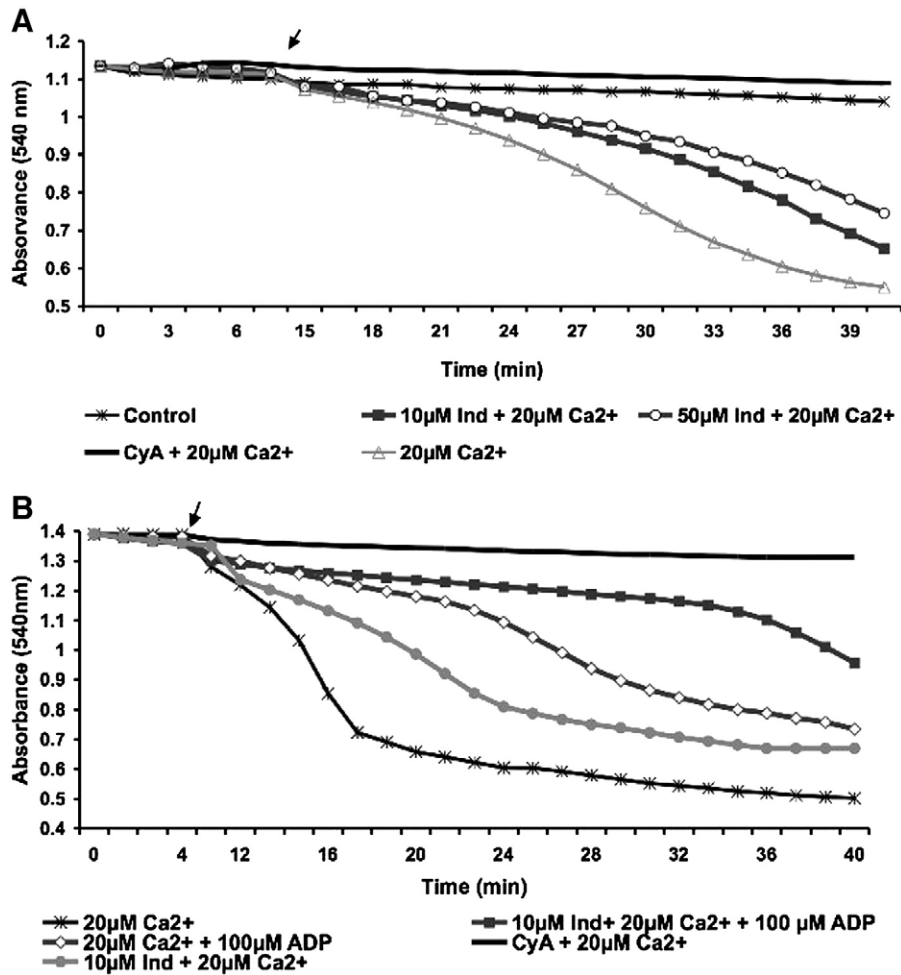 A
Absorvance (540 nm)
1.2
1.1
1
0.9
0.8
0.7
0.6
0.5
0 3 6 15 18 21 24 27 30 33 36 39
Time (min)
Control
10µM Ind + 20µM Ca2+
50µM Ind + 20µM Ca2+
CyA + 20µM Ca2+
20µM Ca2+
B
Absorbance (540nm)
1.4
1.3
1.2
1.1
1
0.9
0.8
0.7
0.6
0.5
0.4
0 4 12 16 20 24 28 32 36 40
Time (min)
20µM Ca2+
10µM Ind+ 20µM Ca2+ + 100 µM ADP
20µM Ca2+ + 100µM ADP
CyA + 20µM Ca2+
10µM Ind + 20µM Ca2+